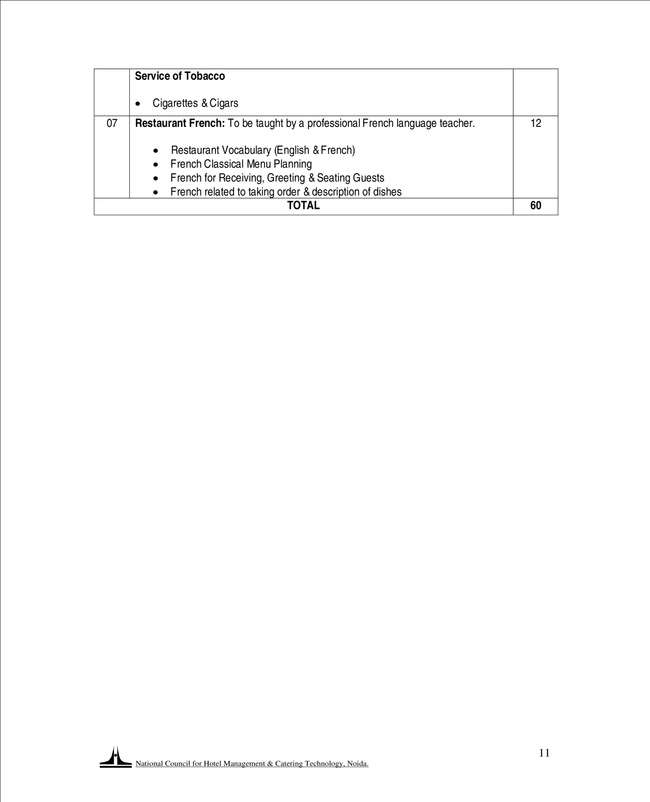 Service of Tobacco
• Cigarettes & Cigars
07 Restaurant French: To be taught by a professional French language teacher. 12
• Restaurant Vocabulary (English & French)
• French Classical Menu Planning
• French for Receiving, Greeting & Seating Guests
• French related to taking order & description of dishes
TOTAL 60
11
National Council for Hotel Management & Catering Technology, Noida.